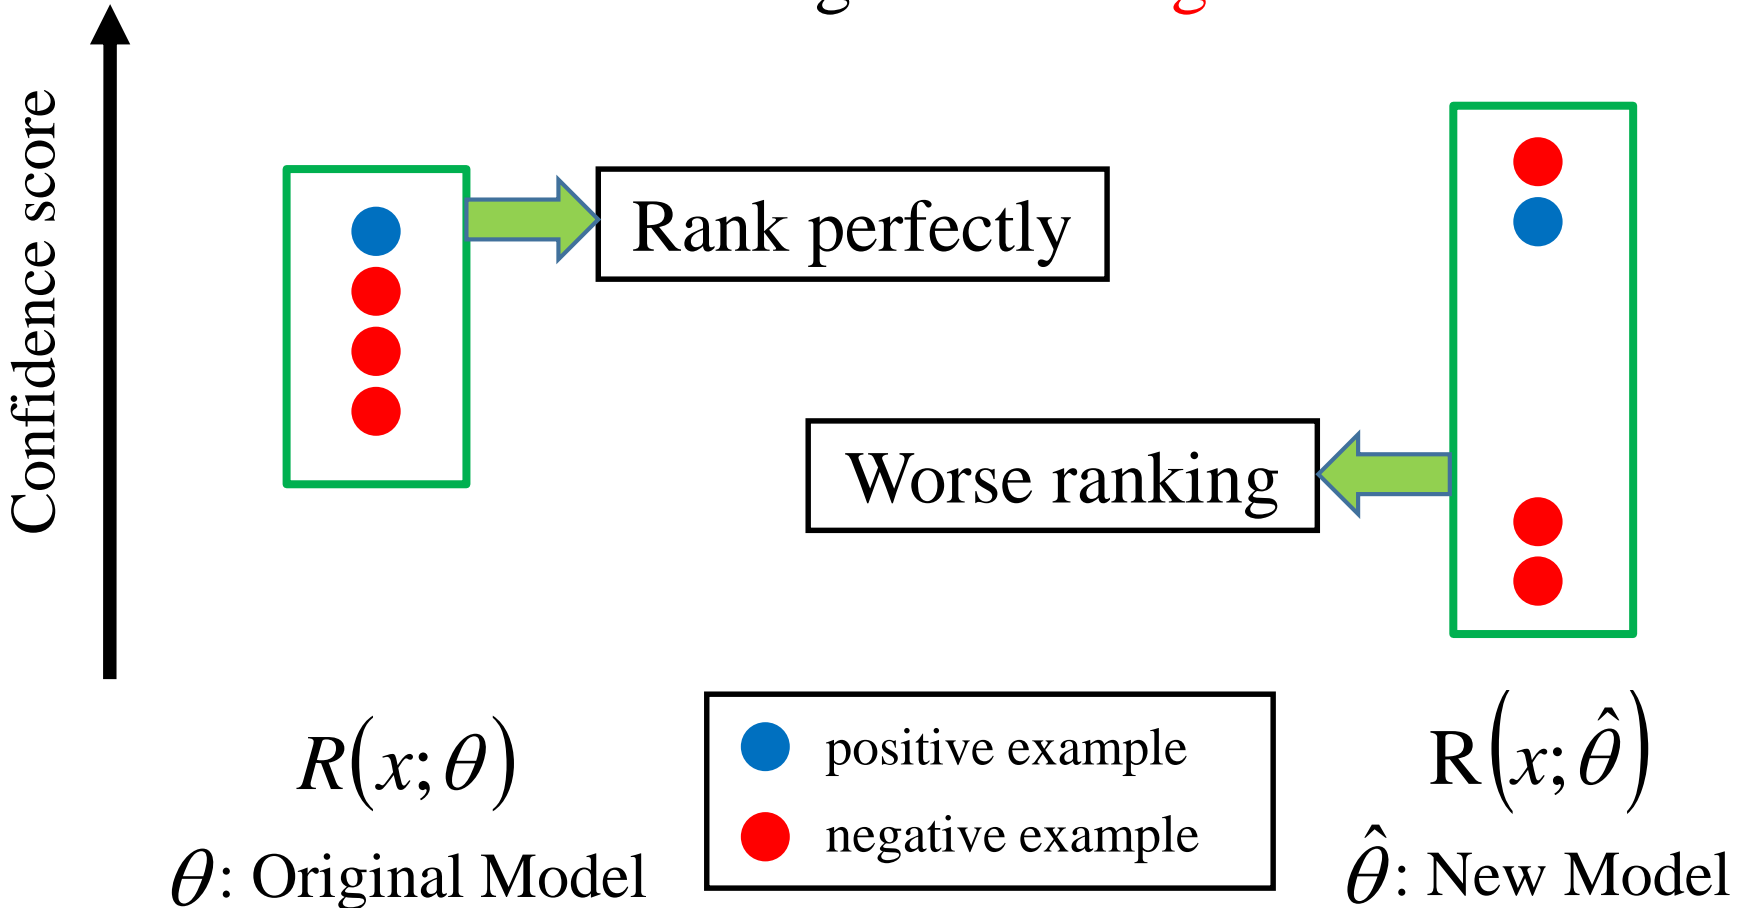 Confidence score
Rank perfectly
Worse ranking
R(x;θ)
θ: Original Model
positive example
negative example
R(x;θ̂)
θ̂: New Model